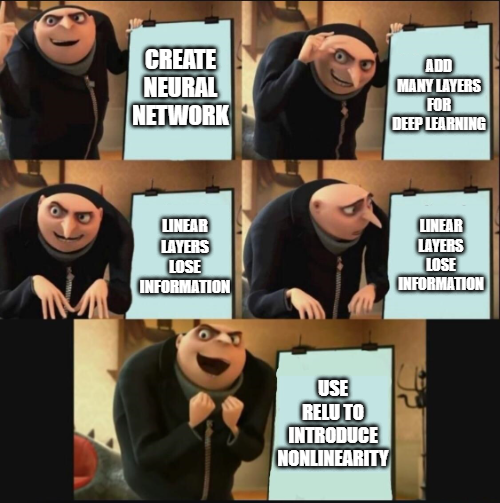 CREATE
NEURAL
NETWORK
ADD
MANY LAYERS
FOR
DEEP LEARNING
LINEAR
LAYERS
LOSE
INFORMATION
LINEAR
LAYERS
LOSE
INFORMATION
USE
RELU TO
INTRODUCE
NONLINEARITY